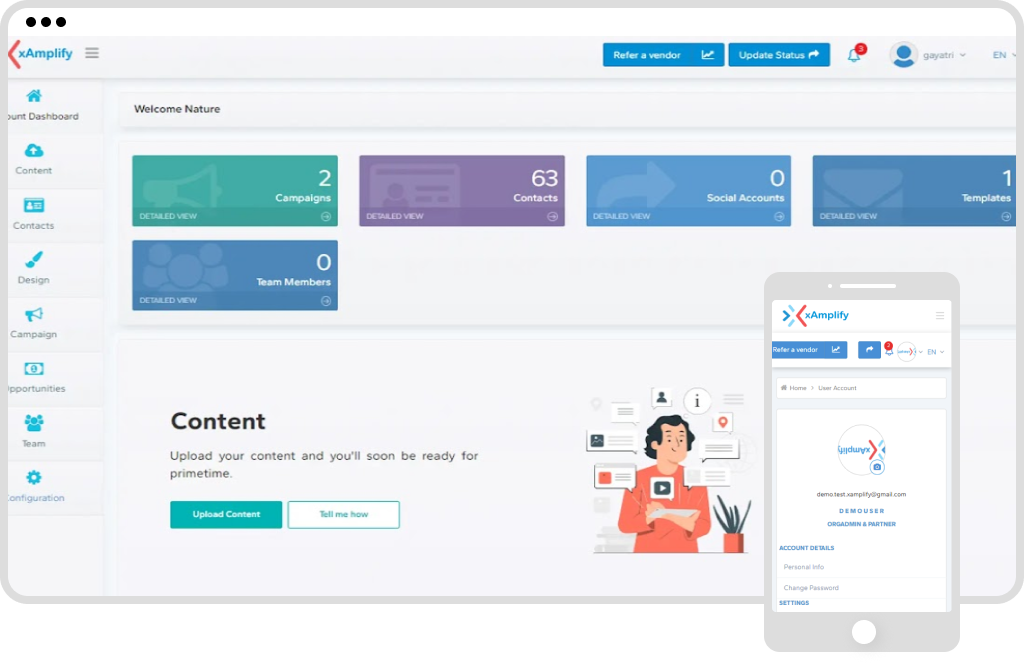 xAmplify
Refer a vendor
Update Status
3
gayatri
EN
ount Dashboard
Content
Contacts
Design
Campaign
pportunities
Team
onfiguration
Welcome Nature
2
Campaigns
DETAILED VIEW
63
Contacts
DETAILED VIEW
0
Social Accounts
DETAILED VIEW
1
Templates
DETAILED VIEW
0
Team Members
DETAILED VIEW
Content
Upload your content and you'll soon be ready for
primetime.
Upload Content
Tell me how
i
xAmplify
Refer a vendor
EN
Home > User Account
xAmplify
demo.test.xamplify@gmail.com
DEMOUSER
ORGADMIN & PARTNER
ACCOUNT DETAILS
Personal Info
Change Password
SETTINGS